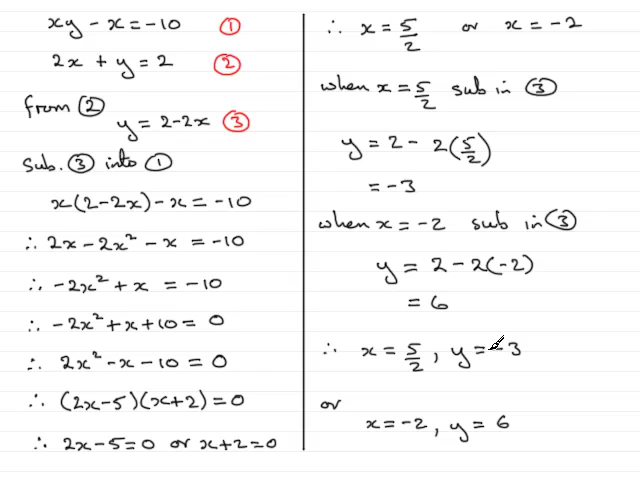 xy - x = -10 ①
2x + y = 2 ②
from ②
y = 2-2x ③
Sub. ③ into ①
x(2-2x) - x = -10
∴ 2x - 2x² - x = -10
∴ -2x² + x = -10
∴ -2x² + x + 10 = 0
∴ 2x² - x - 10 = 0
∴ (2x-5)(x+2) = 0
∴ 2x-5=0 or x+2=0
∴ x = 5/2 or x = -2
when x = 5/2 sub in ③
y = 2 - 2(5/2)
= -3
when x = -2 sub in ③
y = 2 - 2(-2)
= 6
∴ x = 5/2, y = -3
or
x = -2, y = 6